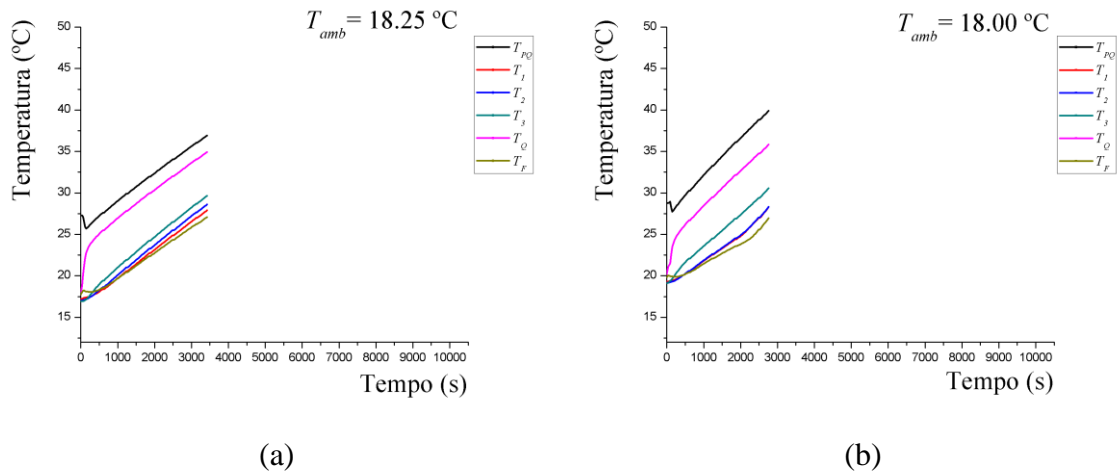 T_amb = 18.25 ºC
Temperatura (ºC)
50
45
40
35
30
25
20
15
T_PQ
T_1
T_2
T_3
T_Q
T_F
0 1000 2000 3000 4000 5000 6000 7000 8000 9000 10000
Tempo (s)
(a)
T_amb = 18.00 ºC
Temperatura (ºC)
50
45
40
35
30
25
20
15
T_PQ
T_1
T_2
T_3
T_Q
T_F
0 1000 2000 3000 4000 5000 6000 7000 8000 9000 10000
Tempo (s)
(b)